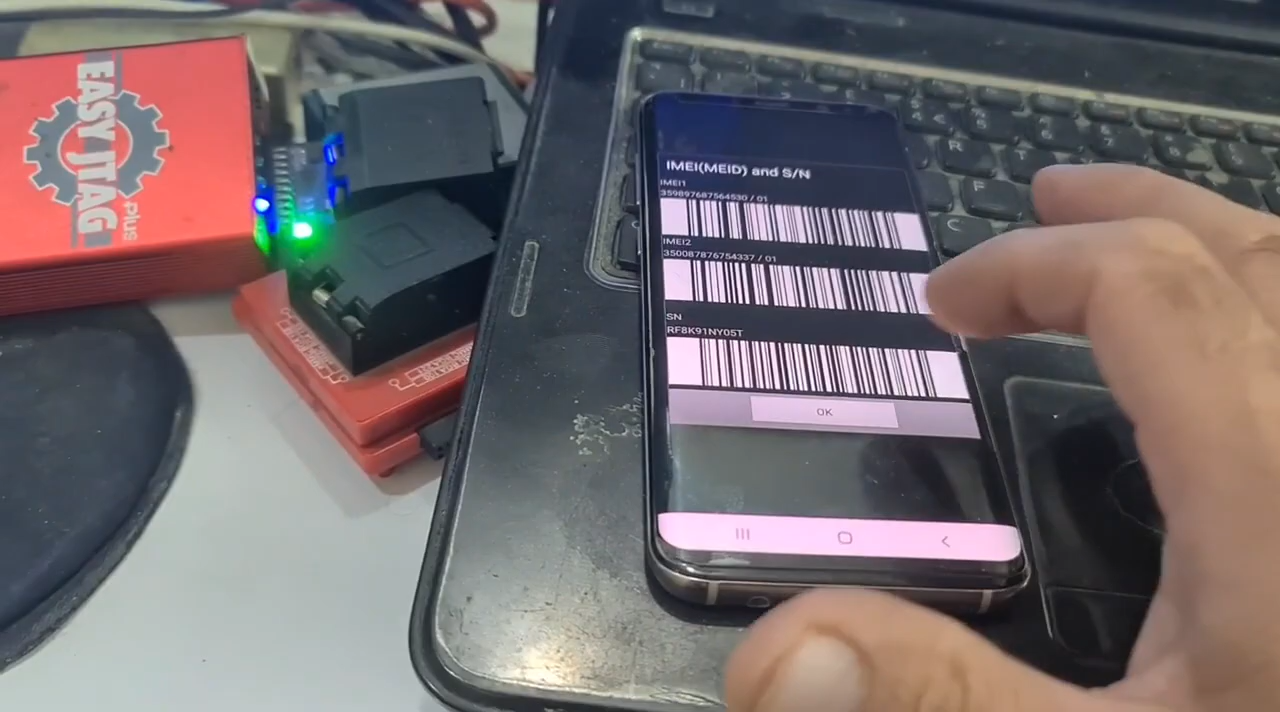 EASY JTAG
plus
IMEI(MEID) and S/N
IMEI1
359897687564530 / 01
IMEI2
350087876754337 / 01
SN
RF8K91NY05T
OK
R
T
F
C